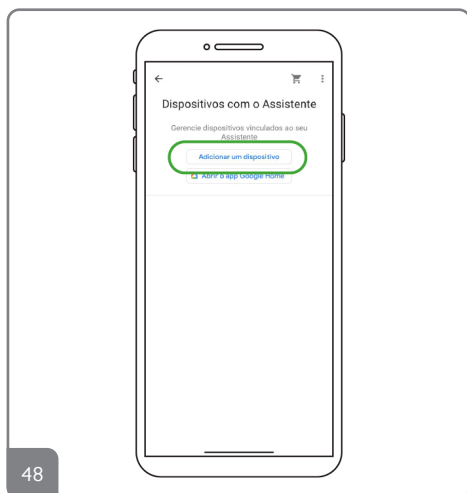 Dispositivos com o Assistente
Gerencie dispositivos vinculados ao seu
Assistente
Adicionar um dispositivo
Abrir o app Google Home
48